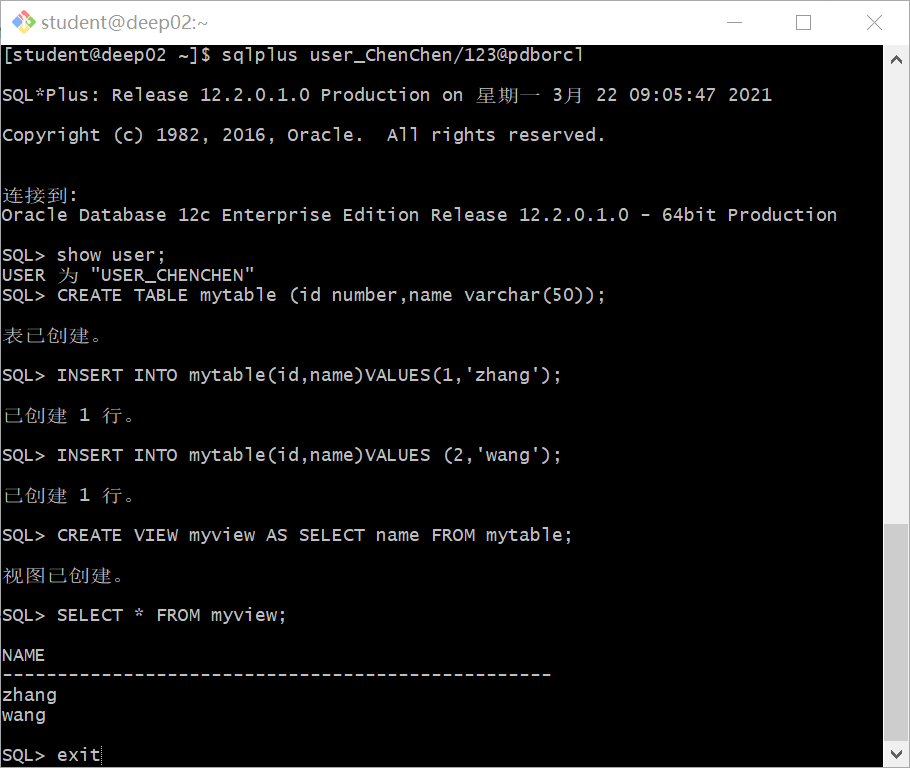 student@deep02:~
[student@deep02 ~]$ sqlplus user_ChenChen/123@pdborcl
SQL*Plus: Release 12.2.0.1.0 Production on 星期一 3月 22 09:05:47 2021
Copyright (c) 1982, 2016, Oracle.  All rights reserved.
连接到:
Oracle Database 12c Enterprise Edition Release 12.2.0.1.0 - 64bit Production
SQL> show user;
USER 为 "USER_CHENCHEN"
SQL> CREATE TABLE mytable (id number,name varchar(50));
表已创建。
SQL> INSERT INTO mytable(id,name)VALUES(1,'zhang');
已创建 1 行。
SQL> INSERT INTO mytable(id,name)VALUES (2,'wang');
已创建 1 行。
SQL> CREATE VIEW myview AS SELECT name FROM mytable;
视图已创建。
SQL> SELECT * FROM myview;
NAME
--------------------------------------------------
zhang
wang
SQL> exit